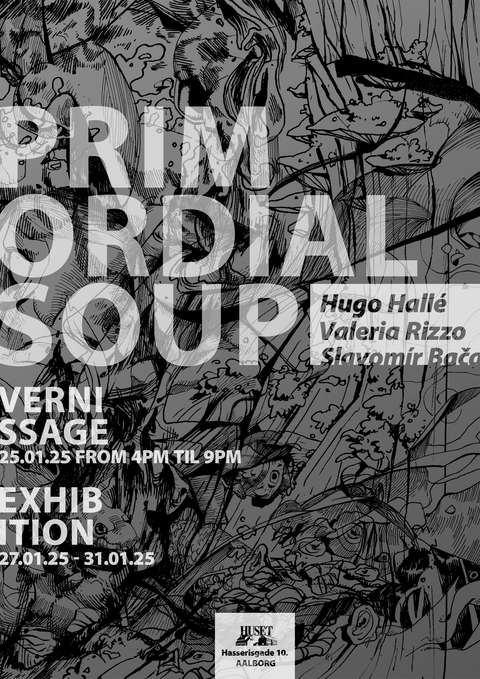 PRIM
ORDIAL
SOUP
Hugo Hallé
Valeria Rizzo
Slavomír Bača
VERNI
SSAGE
25.01.25 FROM 4PM TIL 9PM
EXHIB
ITION
27.01.25 - 31.01.25
HUSET
Hasserisgade 10.
AALBORG